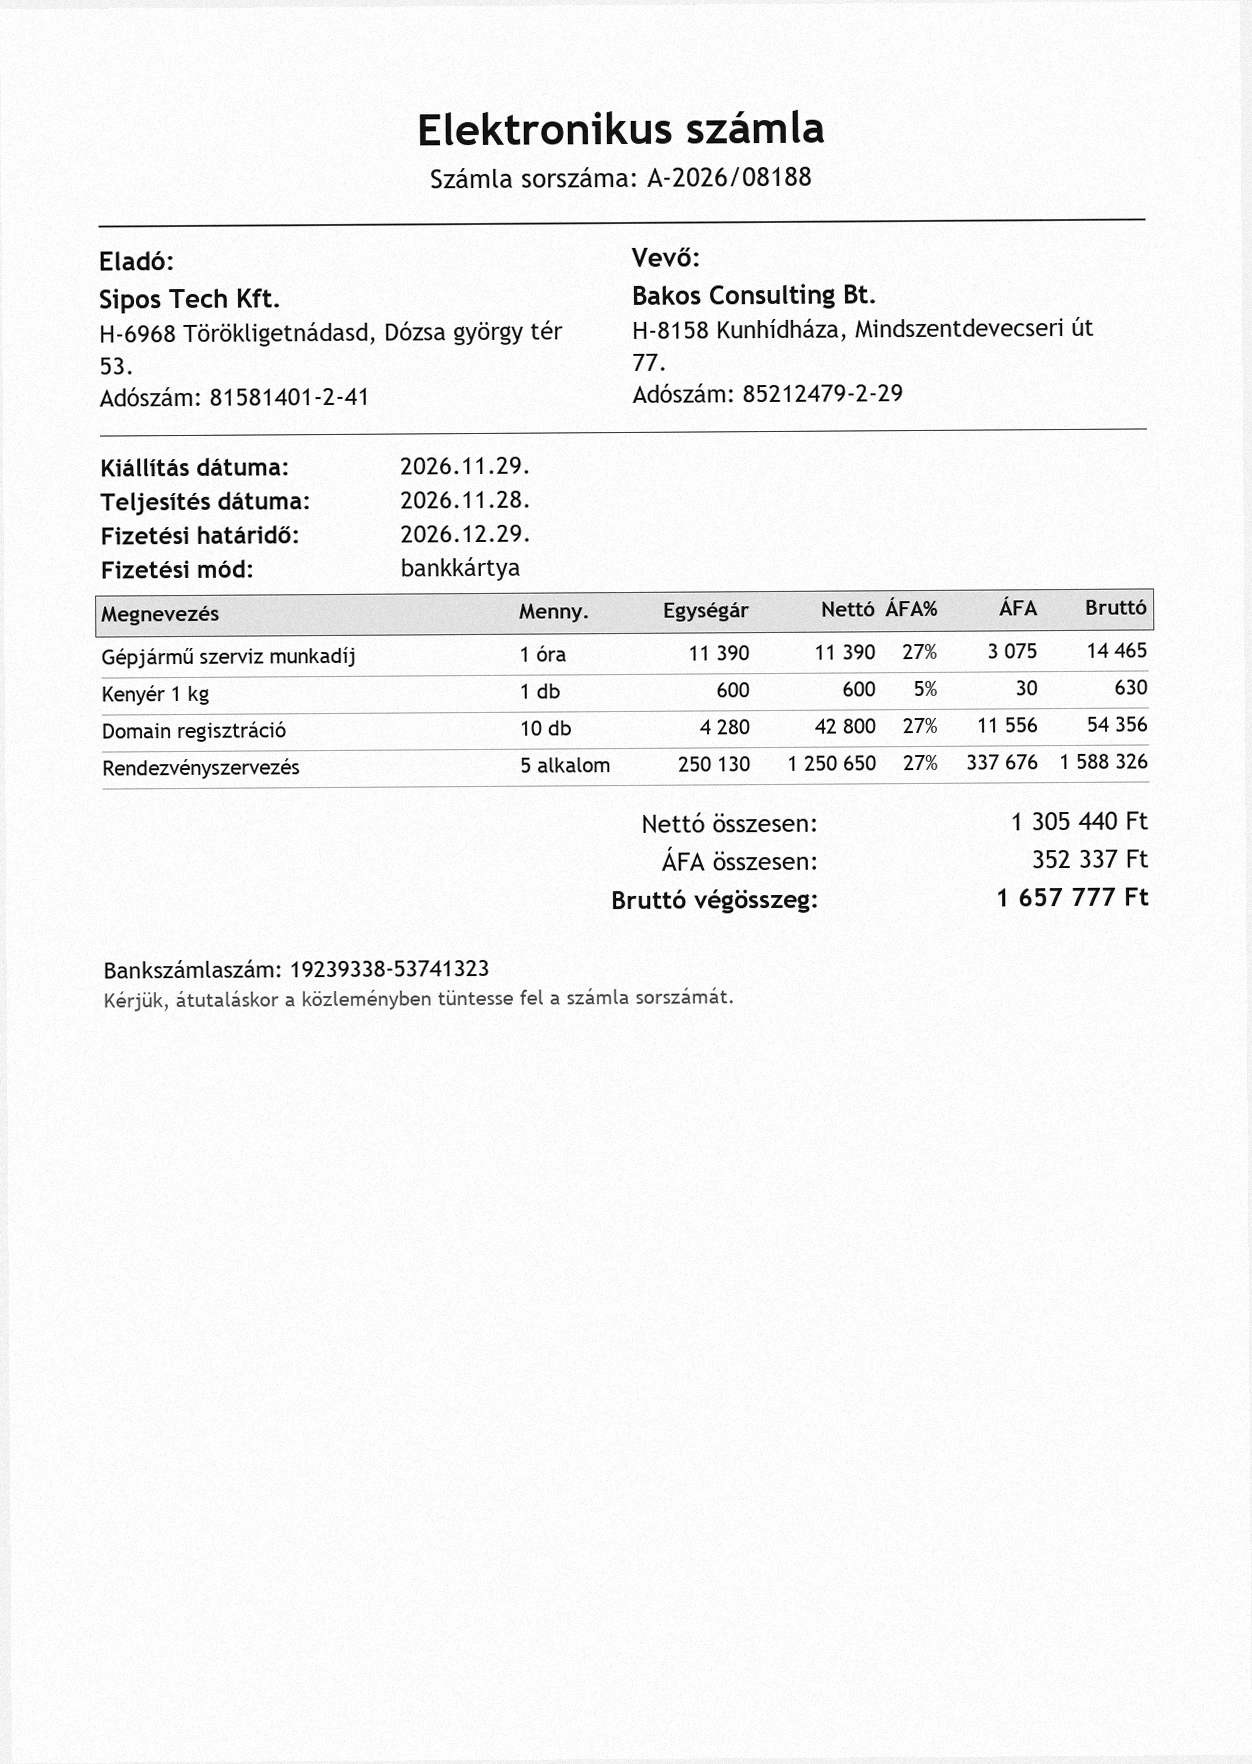 Elektronikus számla
Számla sorszáma: A-2026/08188
Eladó:
Sipos Tech Kft.
H-6968 Törökligetnádasd, Dózsa györgy tér
53.
Adószám: 81581401-2-41
Vevő:
Bakos Consulting Bt.
H-8158 Kunhídháza, Mindszentdevecseri út
77.
Adószám: 85212479-2-29
Kiállítás dátuma: 2026.11.29.
Teljesítés dátuma: 2026.11.28.
Fizetési határidő: 2026.12.29.
Fizetési mód: bankkártya
Megnevezés Menny. Egységár Nettó ÁFA% ÁFA Bruttó
Gépjármű szerviz munkadíj 1 óra 11 390 11 390 27% 3 075 14 465
Kenyér 1 kg 1 db 600 600 5% 30 630
Domain regisztráció 10 db 4 280 42 800 27% 11 556 54 356
Rendezvényszervezés 5 alkalom 250 130 1 250 650 27% 337 676 1 588 326
Nettó összesen: 1 305 440 Ft
ÁFA összesen: 352 337 Ft
Bruttó végösszeg: 1 657 777 Ft
Bankszámlaszám: 19239338-53741323
Kérjük, átutaláskor a közleményben tüntesse fel a számla sorszámát.